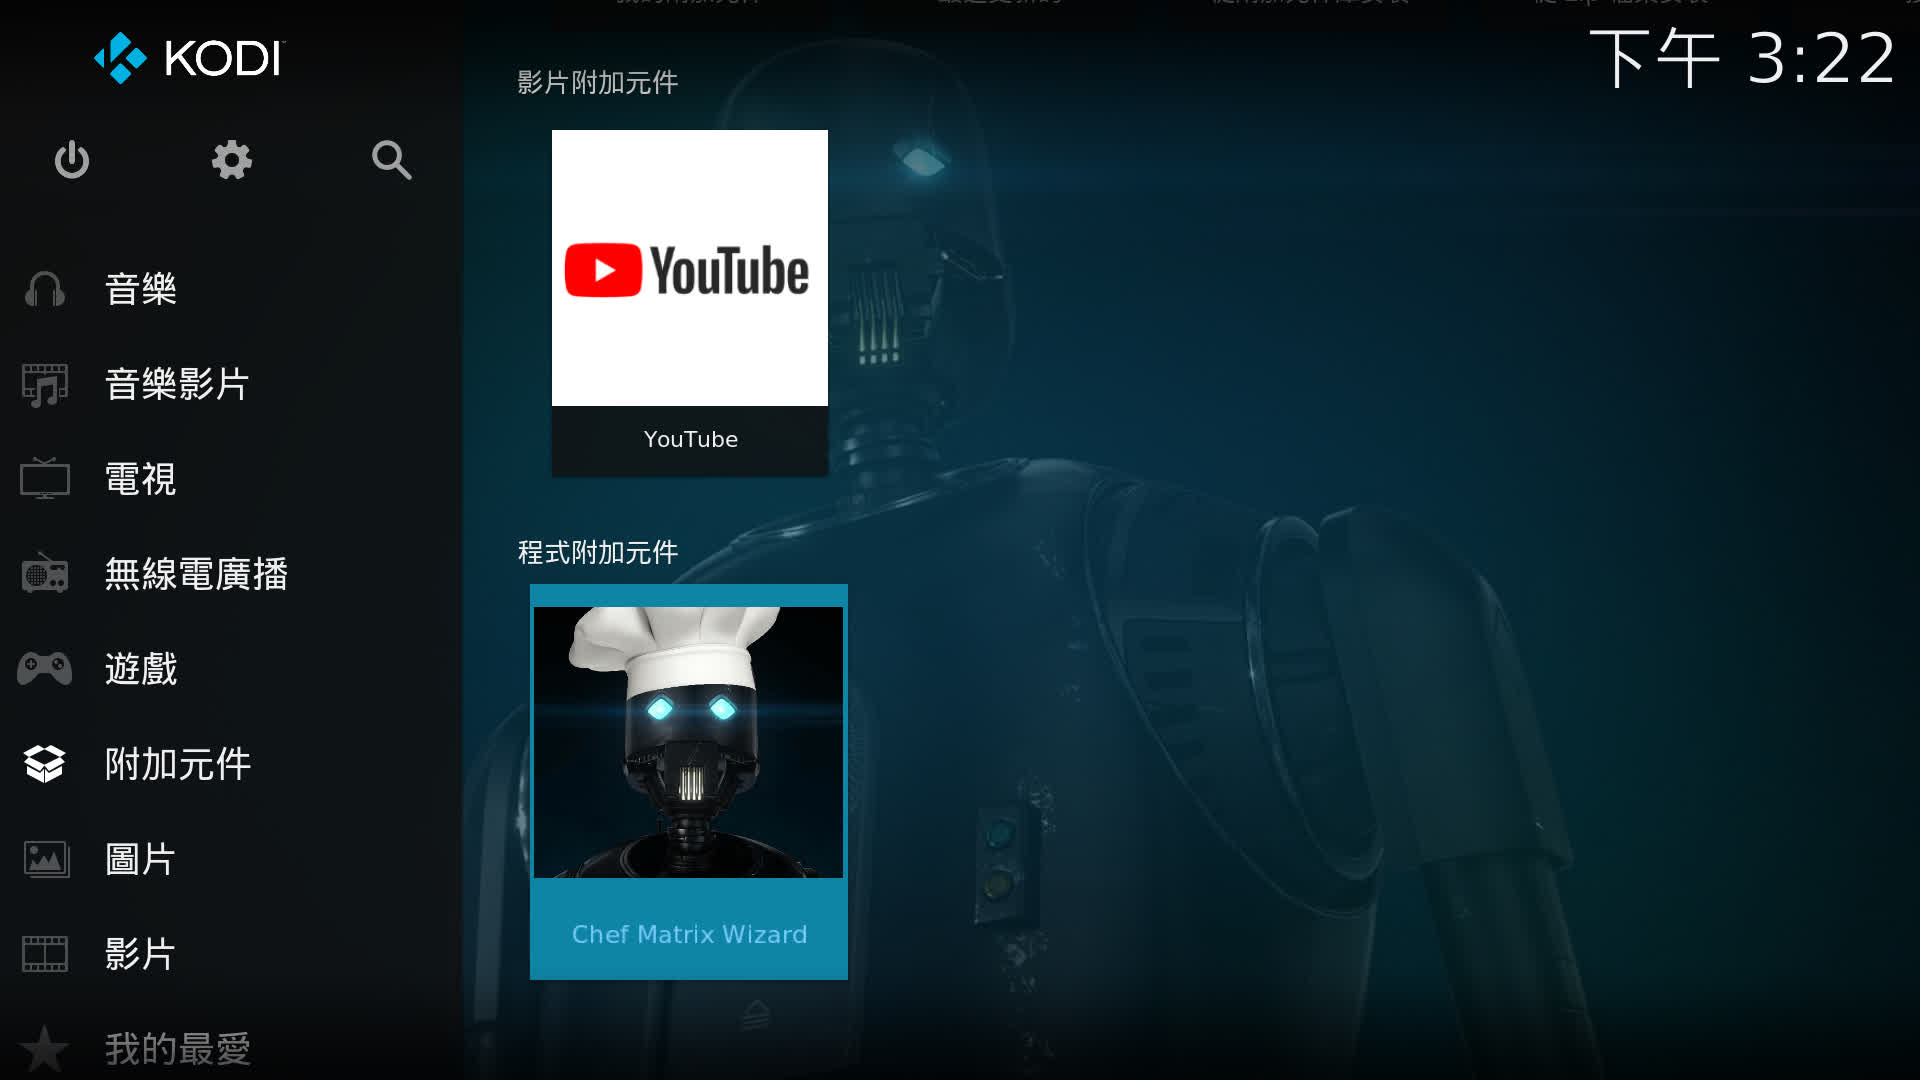 KODI
下午 3:22
影片附加元件
YouTube
YouTube
程式附加元件
Chef Matrix Wizard
音樂
音樂影片
電視
無線電廣播
遊戲
附加元件
圖片
影片
我的最愛